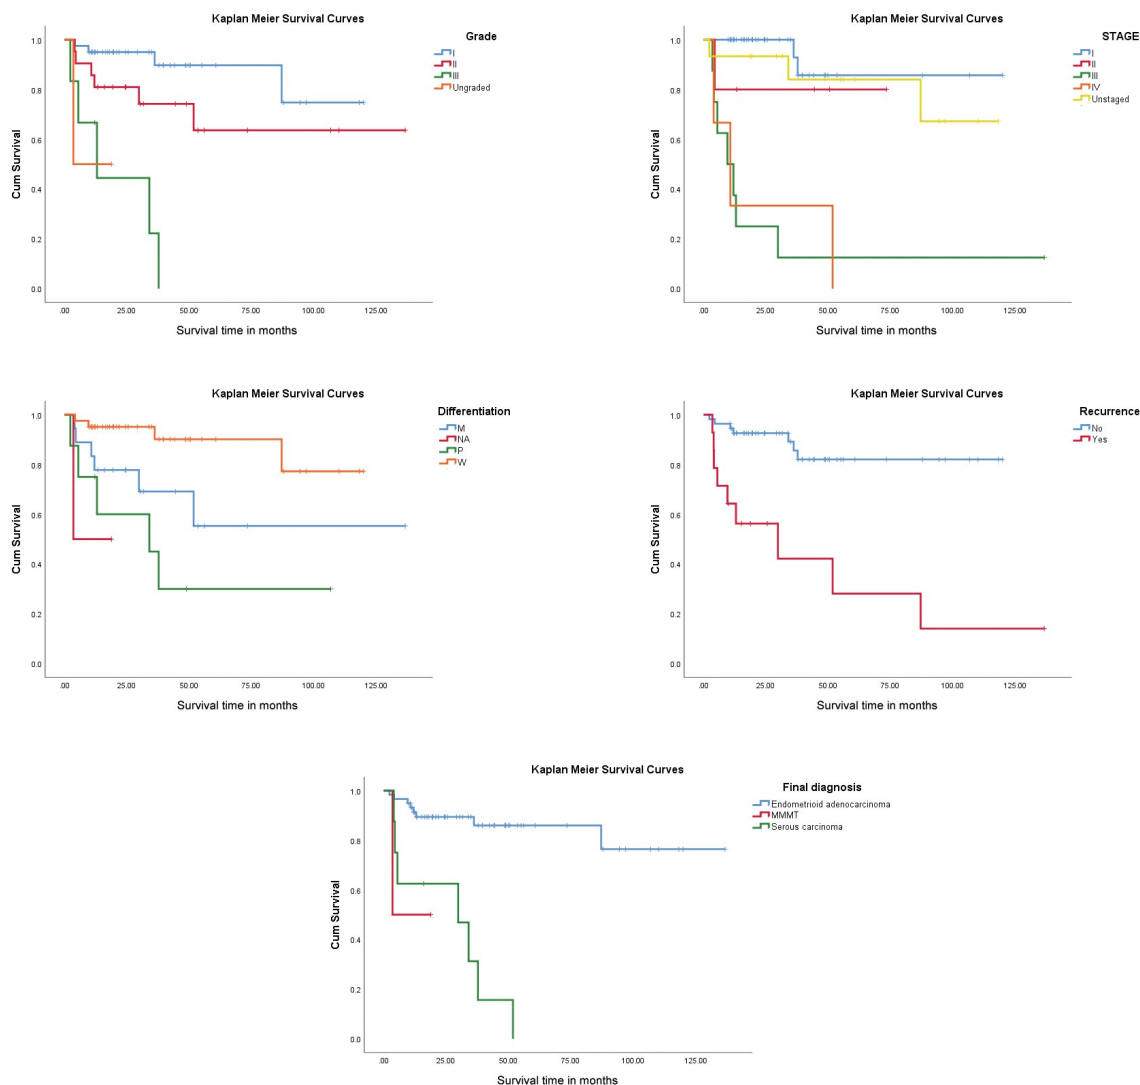 Kaplan Meier Survival Curves
Grade
I
II
III
Ungraded
Cum Survival
1.0
0.8
0.6
0.4
0.2
0.0
.00 25.00 50.00 75.00 100.00 125.00
Survival time in months
Kaplan Meier Survival Curves
STAGE
I
II
III
IV
Unstaged
Cum Survival
1.0
0.8
0.6
0.4
0.2
0.0
.00 25.00 50.00 75.00 100.00 125.00
Survival time in months
Kaplan Meier Survival Curves
Differentiation
M
NA
P
W
Cum Survival
1.0
0.8
0.6
0.4
0.2
0.0
.00 25.00 50.00 75.00 100.00 125.00
Survival time in months
Kaplan Meier Survival Curves
Recurrence
No
Yes
Cum Survival
1.0
0.8
0.6
0.4
0.2
0.0
.00 25.00 50.00 75.00 100.00 125.00
Survival time in months
Kaplan Meier Survival Curves
Final diagnosis
Endometrioid adenocarcinoma
MMMT
Serous carcinoma
Cum Survival
1.0
0.8
0.6
0.4
0.2
0.0
.00 25.00 50.00 75.00 100.00 125.00
Survival time in months